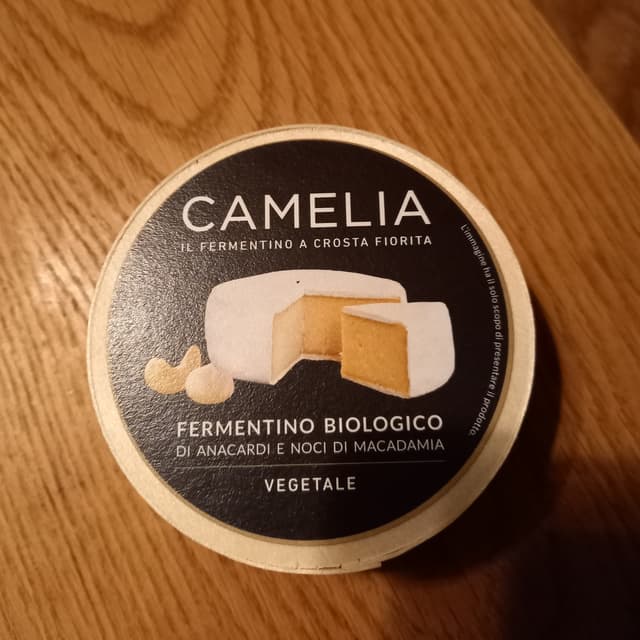 CAMELIA
IL FERMENTINO A CROSTA FIORITA
L'immagine ha il solo scopo di presentare il prodotto.
FERMENTINO BIOLOGICO
DI ANACARDI E NOCI DI MACADAMIA
VEGETALE